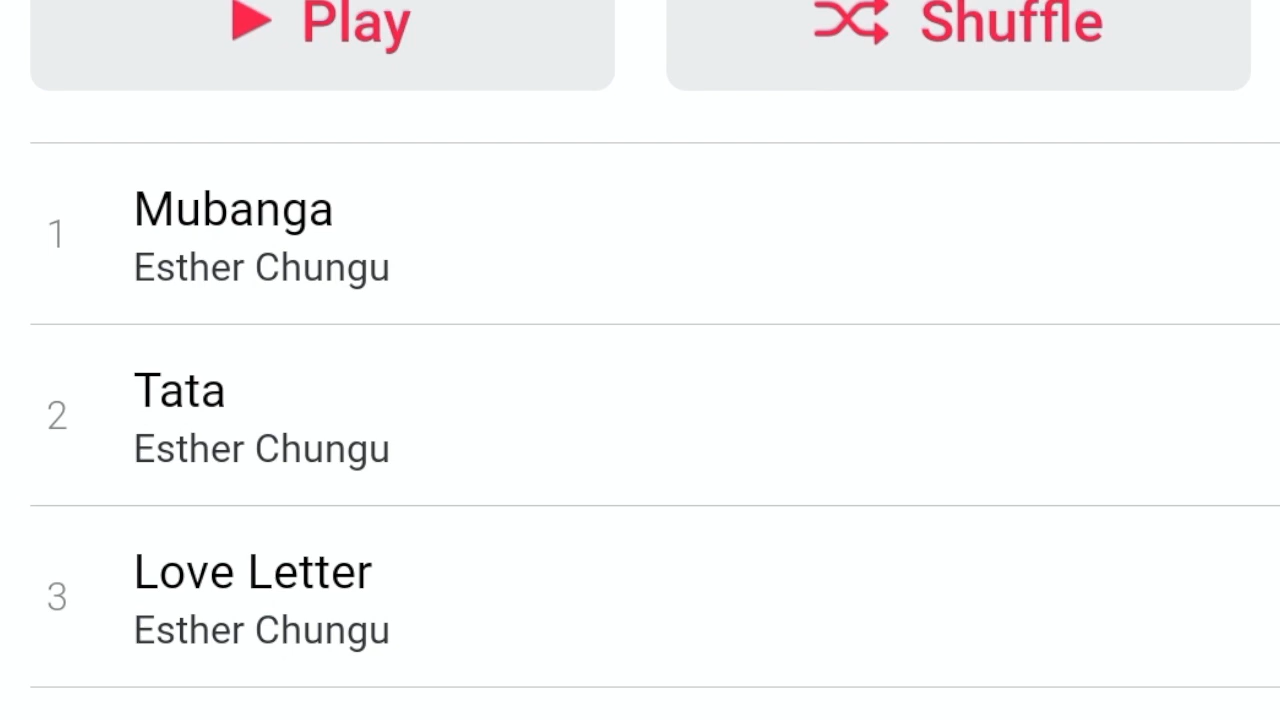 Play
Shuffle
1
Mubanga
Esther Chungu
2
Tata
Esther Chungu
3
Love Letter
Esther Chungu